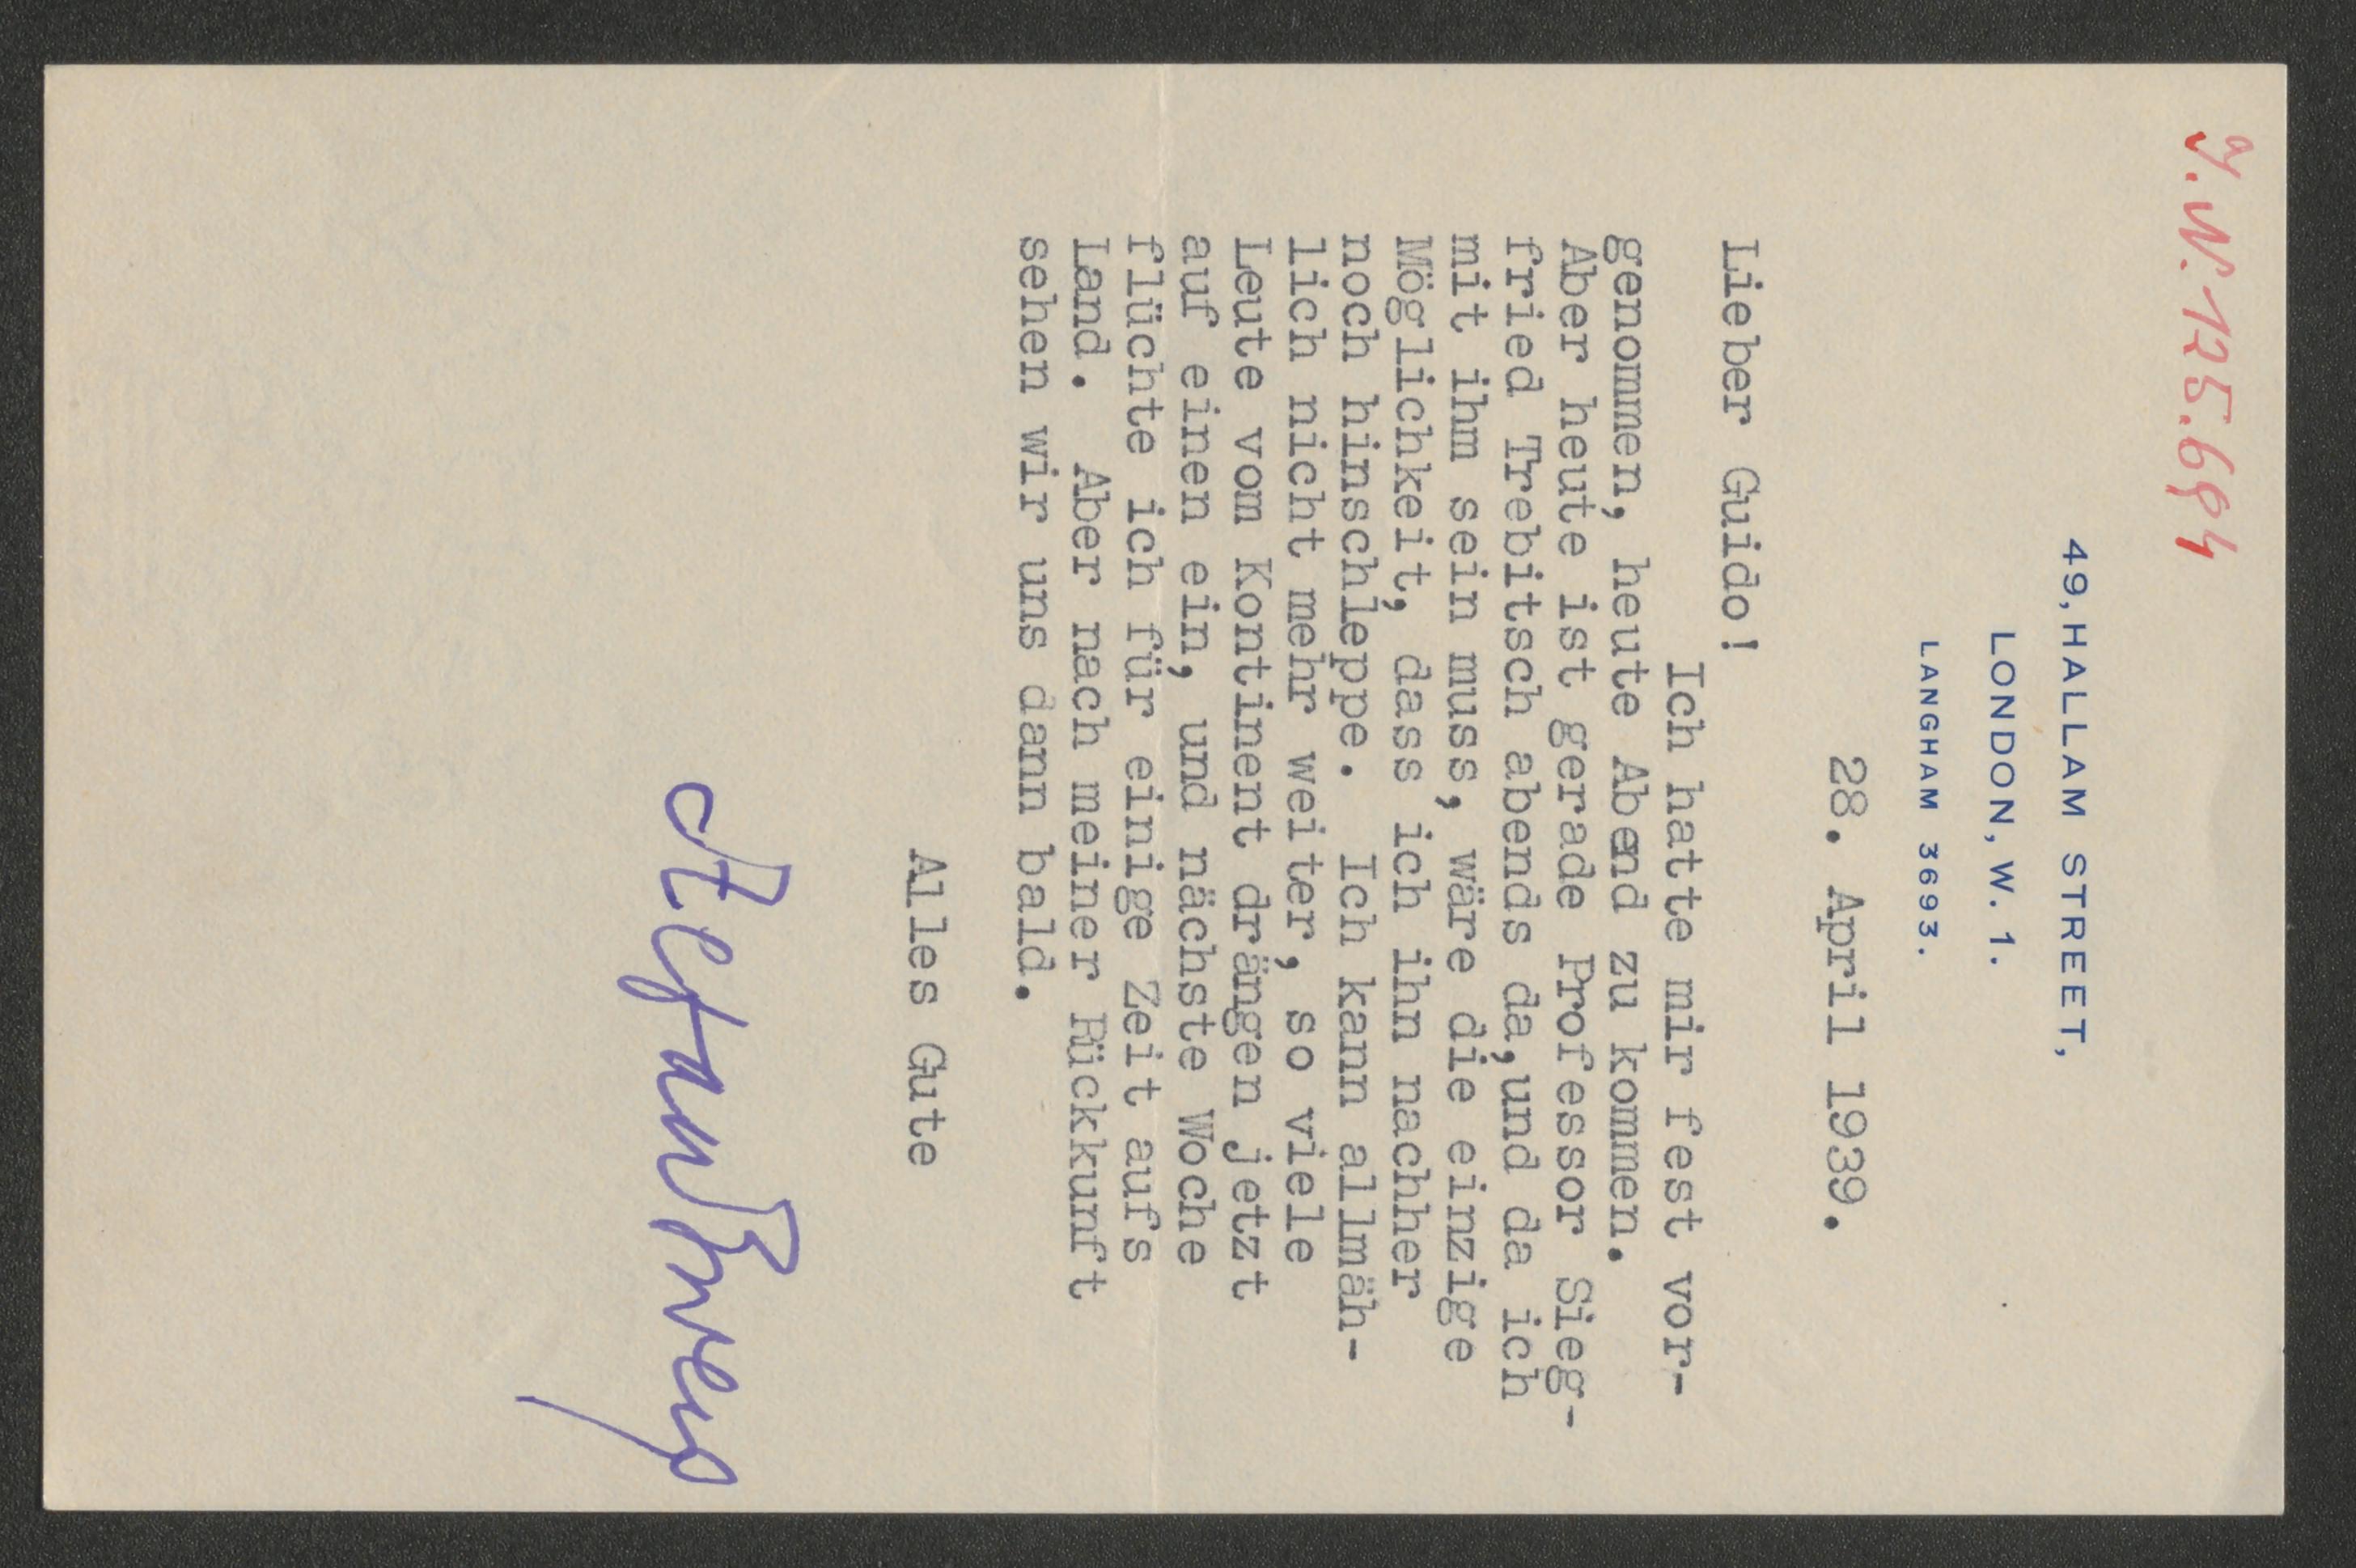 J.N. 125.694
49, HALLAM STREET,
LONDON, W. 1.
LANGHAM 3693.
28. April 1939.
Lieber Guido!
Ich hatte mir fest vor-
genommen, heute Abend zu kommen.
Aber heute ist gerade Professor Sieg-
fried Trebitsch abends da,und da ich
mit ihm sein muss, wäre die einzige
Möglichkeit, dass ich ihn nachher
noch hinschleppe. Ich kann allmäh-
lich nicht mehr weiter, so viele
Leute vom Kontinent drängen jetzt
auf einen ein, und nächste Woche
flüchte ich für einige Zeit aufs
Land. Aber nach meiner Rückkunft
sehen wir uns dann bald.
Alles Gute
Stefan Zweig